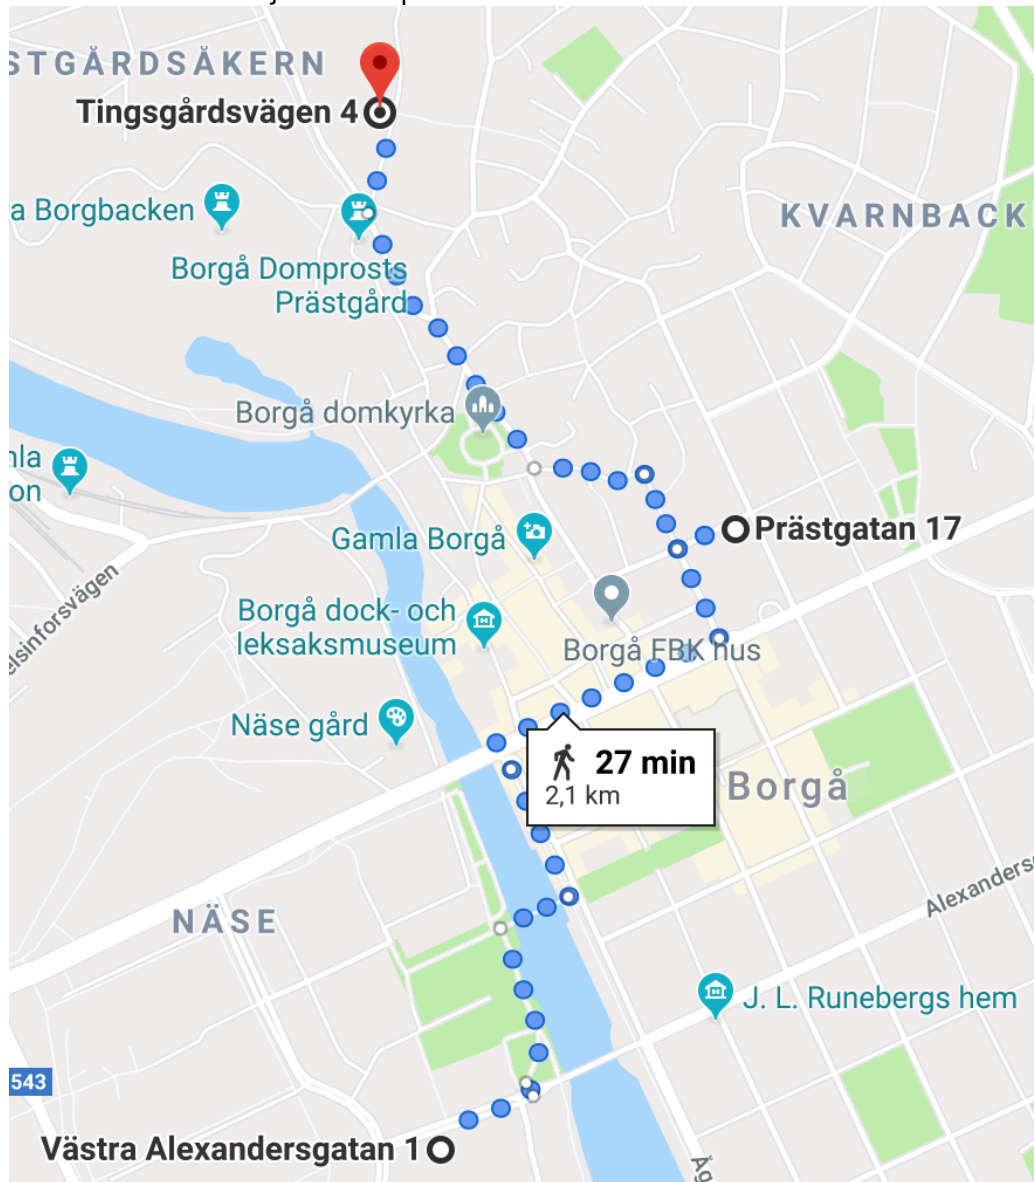 STGÅRDSÅKERN
Tingsgårdsvägen 4
a Borgbacken
KVARNBACK
Borgå Domprosts
Prästgård
Borgå domkyrka
la
on
Prästgatan 17
Gamla Borgå
elsinforsvägen
Borgå dock- och
leksaksmuseum
Borgå FBK hus
Näse gård
27 min
2,1 km
Borgå
Alexanders
NÄSE
J. L. Runebergs hem
543
Västra Alexandersgatan 1
Åg